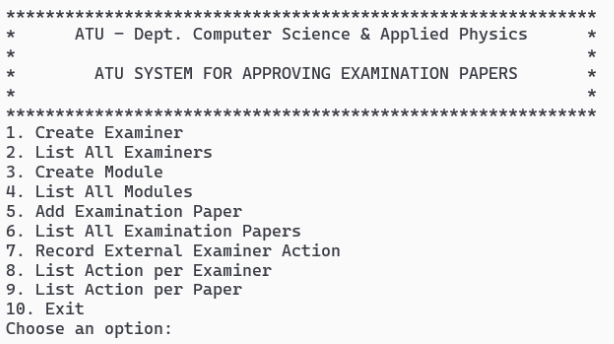 ************************************************************
*      ATU - Dept. Computer Science & Applied Physics      *
*                                                          *
*        ATU SYSTEM FOR APPROVING EXAMINATION PAPERS       *
*                                                          *
************************************************************
1. Create Examiner
2. List All Examiners
3. Create Module
4. List All Modules
5. Add Examination Paper
6. List All Examination Papers
7. Record External Examiner Action
8. List Action per Examiner
9. List Action per Paper
10. Exit
Choose an option: